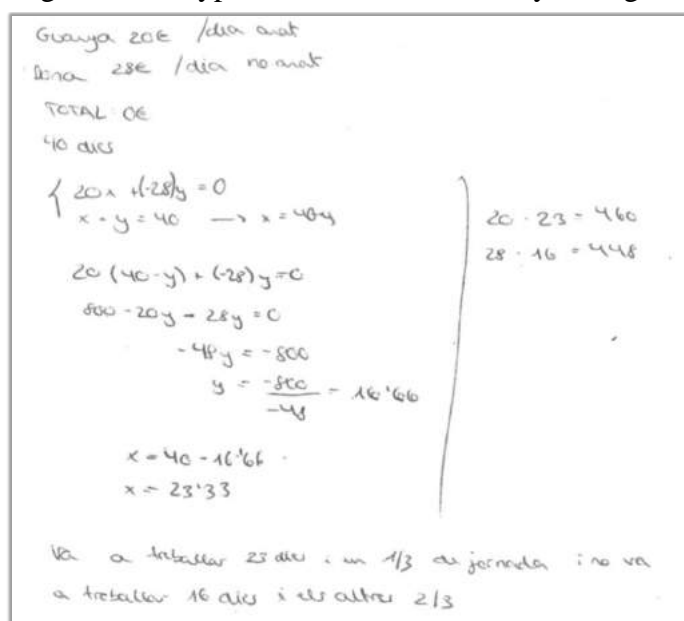 Guanya 20€ /dia anat
Dona 28€ /dia no anat
TOTAL 0€
40 dies
20x + (-28)y = 0
x + y = 40 → x = 40-y
20 (40-y) + (-28) y = 0
800 - 20y - 28y = 0
-48y = -800
y = -800/-48 = 16'66
x = 40 - 16'66
x = 23'33
20 · 23 = 460
28 · 16 = 448
Va a treballar 23 dies i un 1/3 de jornada i no va
a treballar 16 dies i els altres 2/3